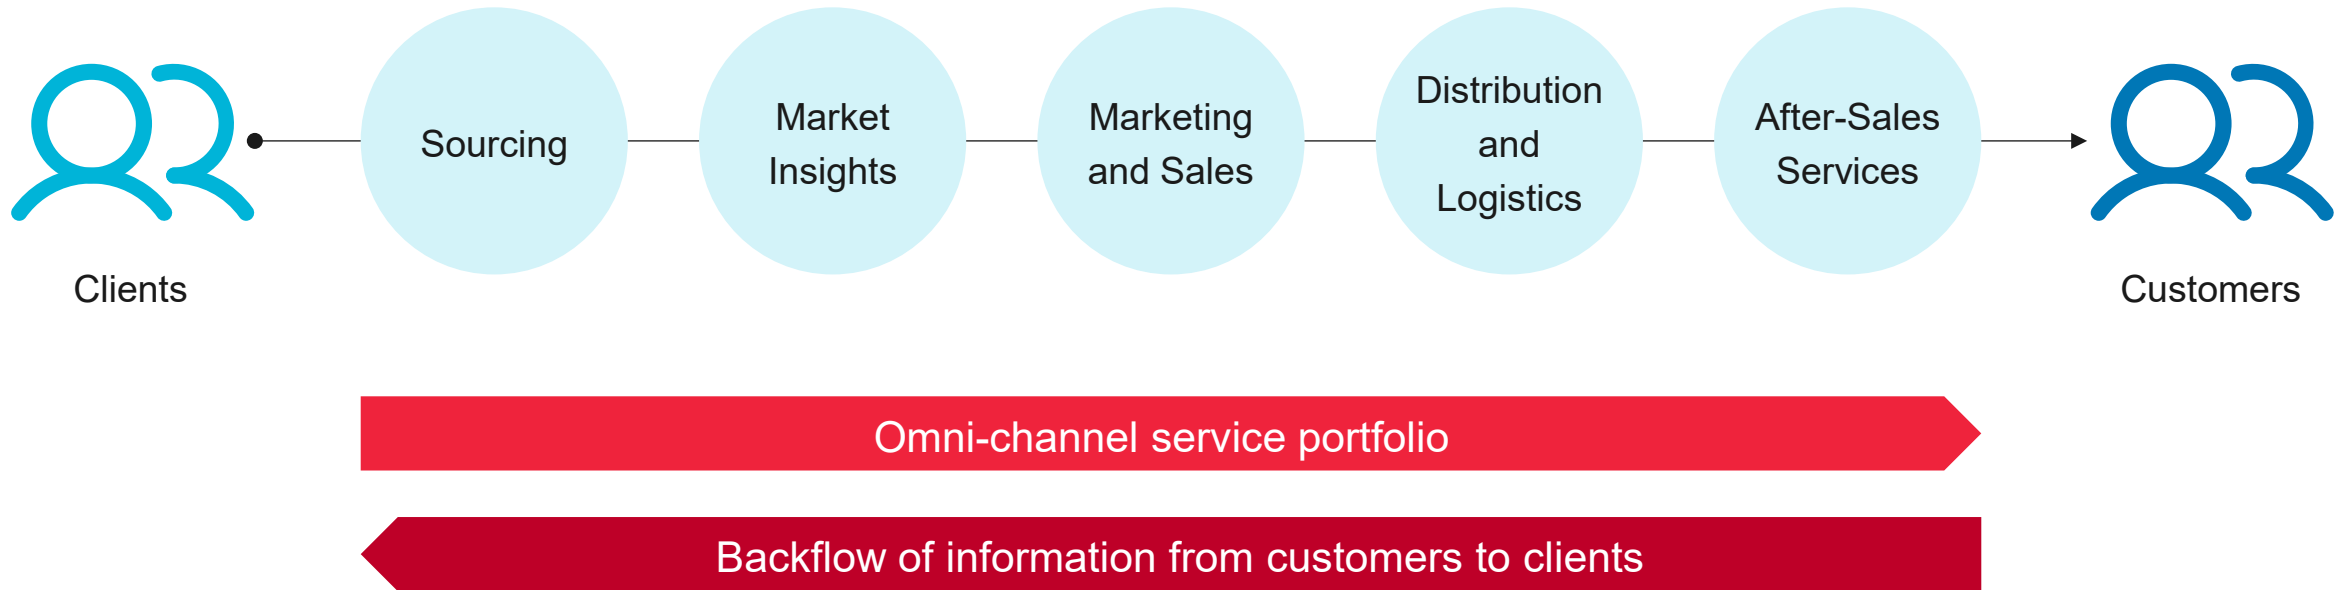 Clients
Sourcing
Market
Insights
Marketing
and Sales
Distribution
and
Logistics
After-Sales
Services
Customers
Omni-channel service portfolio
Backflow of information from customers to clients